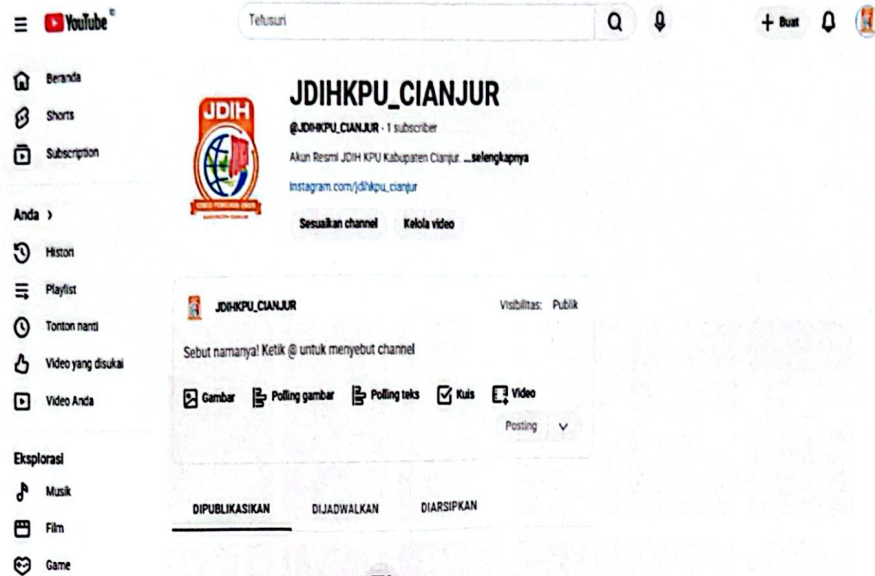 YouTube ID
Telusuri
+ Buat
Beranda
Shorts
Subscription
Anda >
Histori
Playlist
Tonton nanti
Video yang disukai
Video Anda
Eksplorasi
Musik
Film
Game
JDIH
JDIHKPU_CIANJUR
@JDIHKPU_CIANJUR · 1 subscriber
Akun Resmi JDIH KPU Kabupaten Cianjur. ...selengkapnya
instagram.com/jdihkpu_cianjur
Sesuaikan channel Kelola video
JDIHKPU_CIANJUR Visibilitas: Publik
Sebut namanya! Ketik @ untuk menyebut channel
Gambar Polling gambar Polling teks Kuis Video
Posting
DIPUBLIKASIKAN DIJADWALKAN DIARSIPKAN